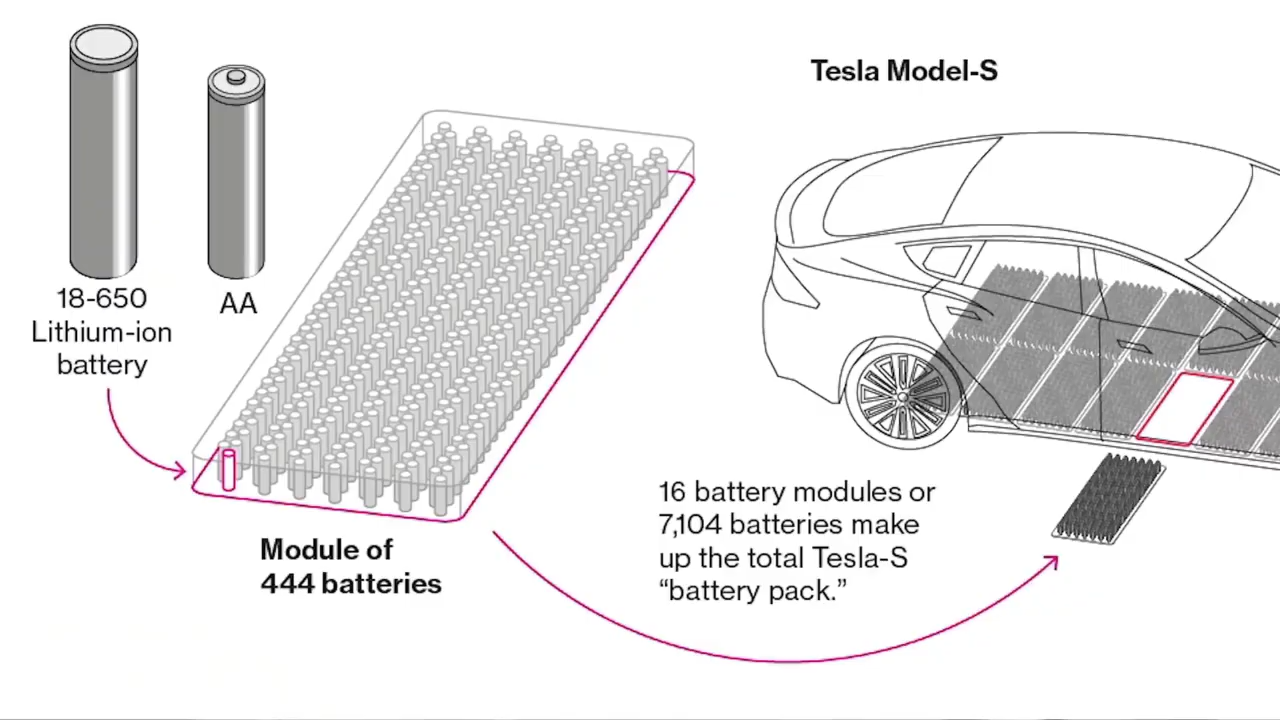 Tesla Model-S
18-650
Lithium-ion
battery
AA
Module of
444 batteries
16 battery modules or
7,104 batteries make
up the total Tesla-S
“battery pack.”